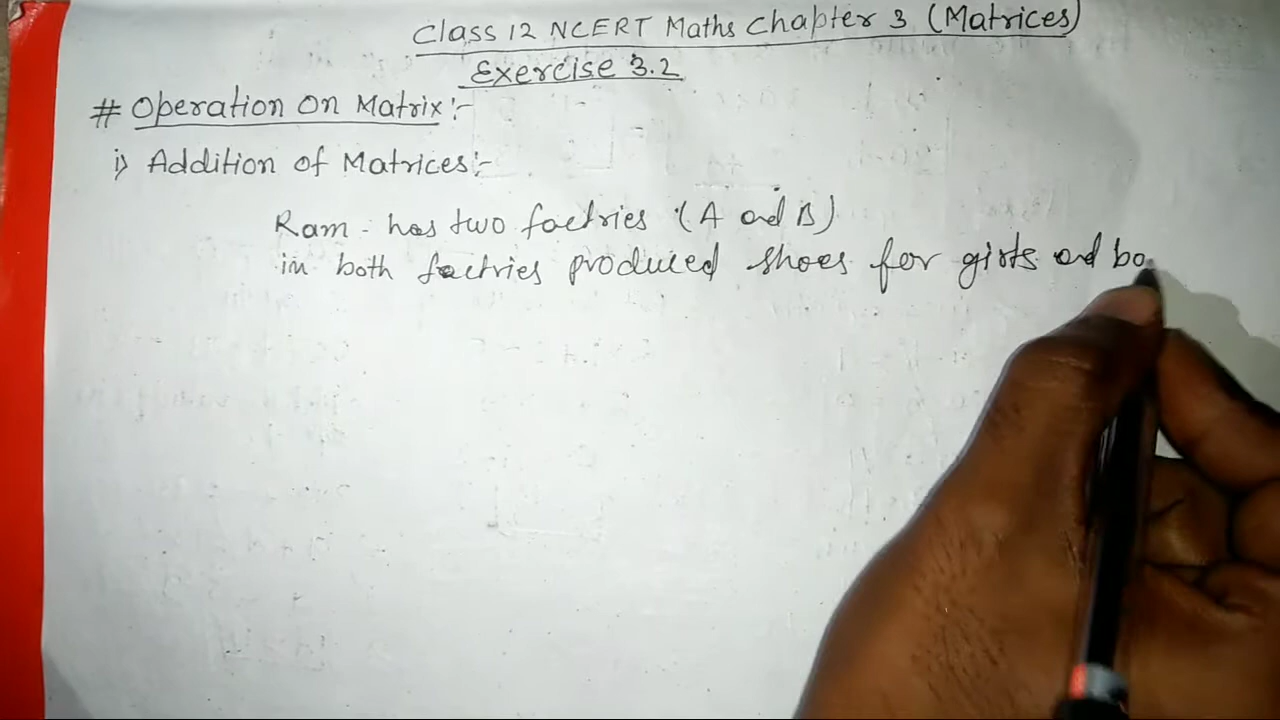 Class 12 NCERT Maths Chapter 3 (Matrices)
Exercise 3.2
# Operation On Matrix :-
i) Addition of Matrices :-
Ram - has two factries (A and B)
in both factries produced shoes for girls and bo